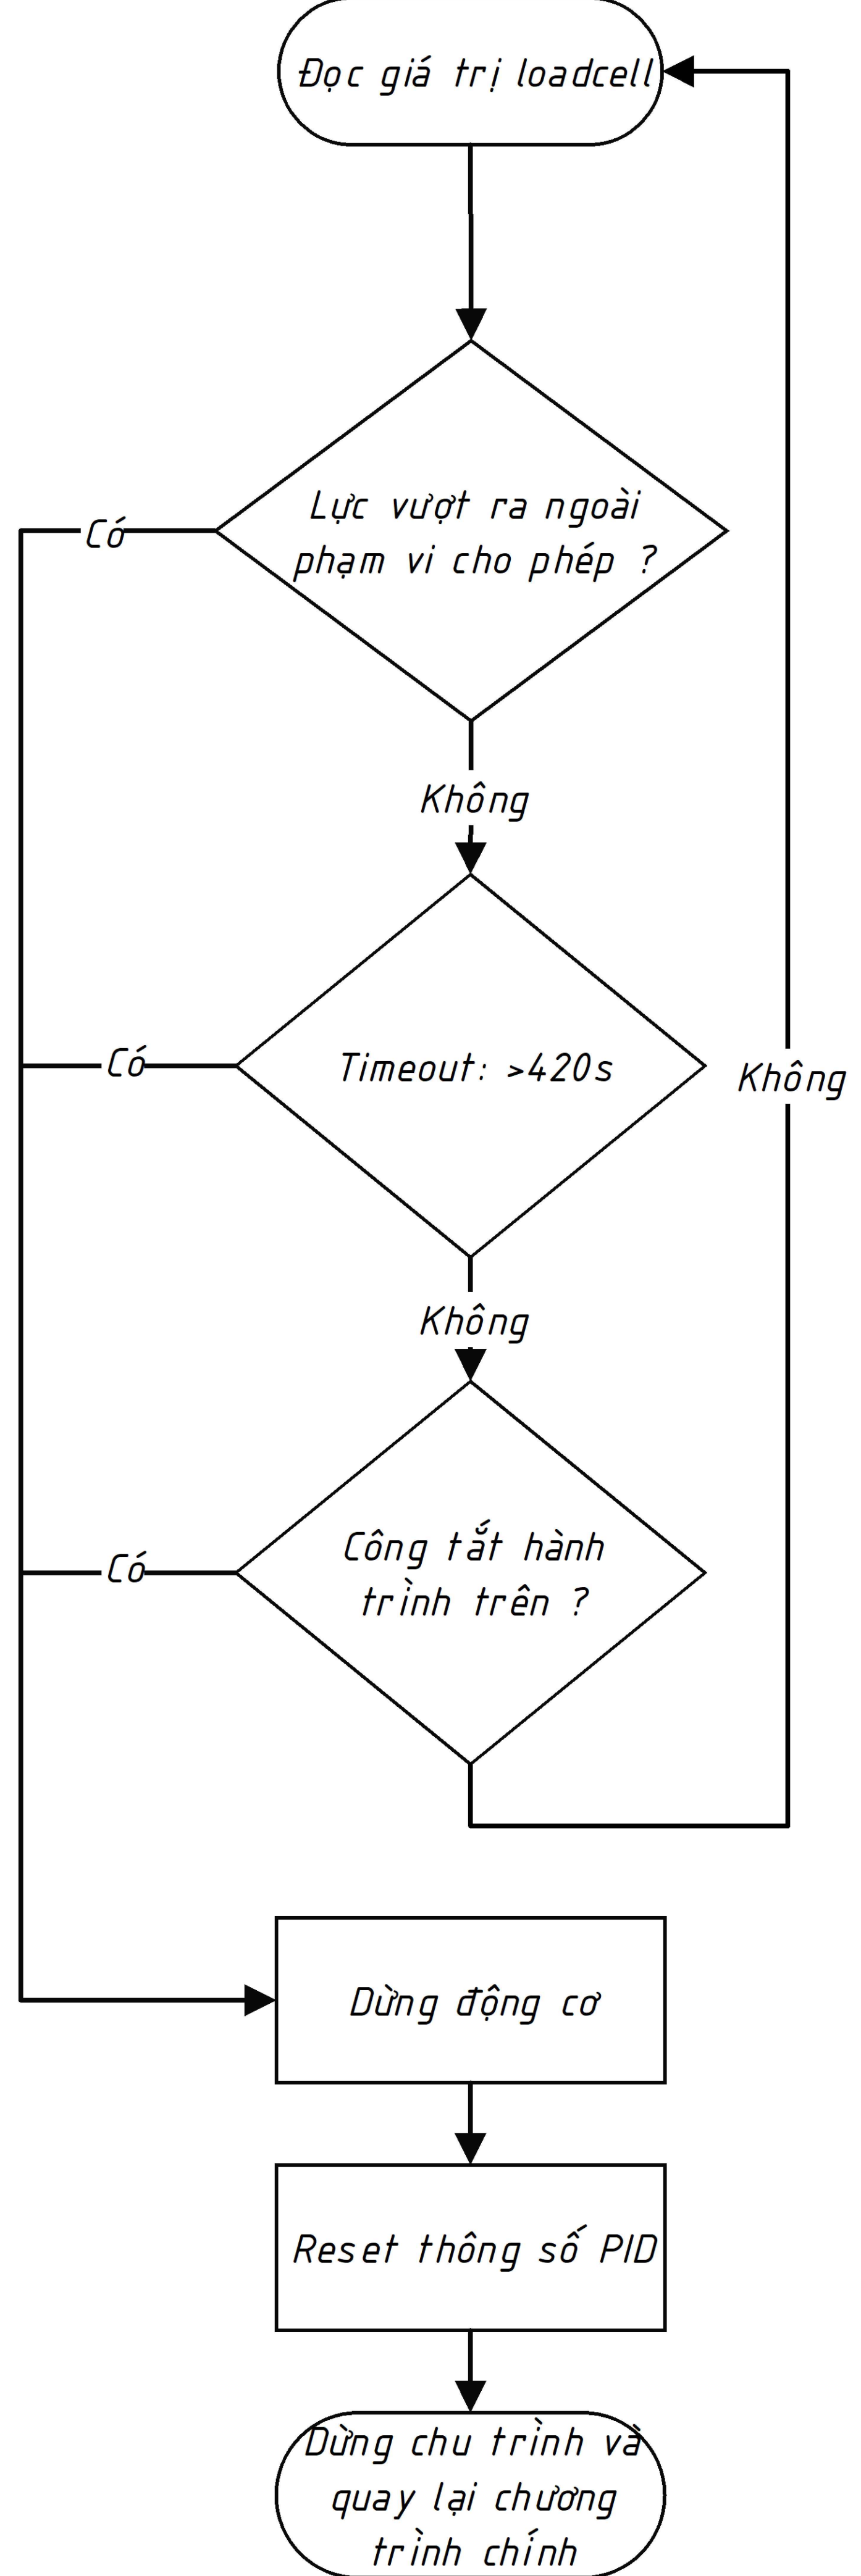 Đọc giá trị loadcell
Lực vượt ra ngoài
phạm vi cho phép ?
Có
Không
Timeout: >420s
Có
Không
Không
Công tắt hành
trình trên ?
Có
Dừng động cơ
Reset thông số PID
Dừng chu trình và
quay lại chương
trình chính